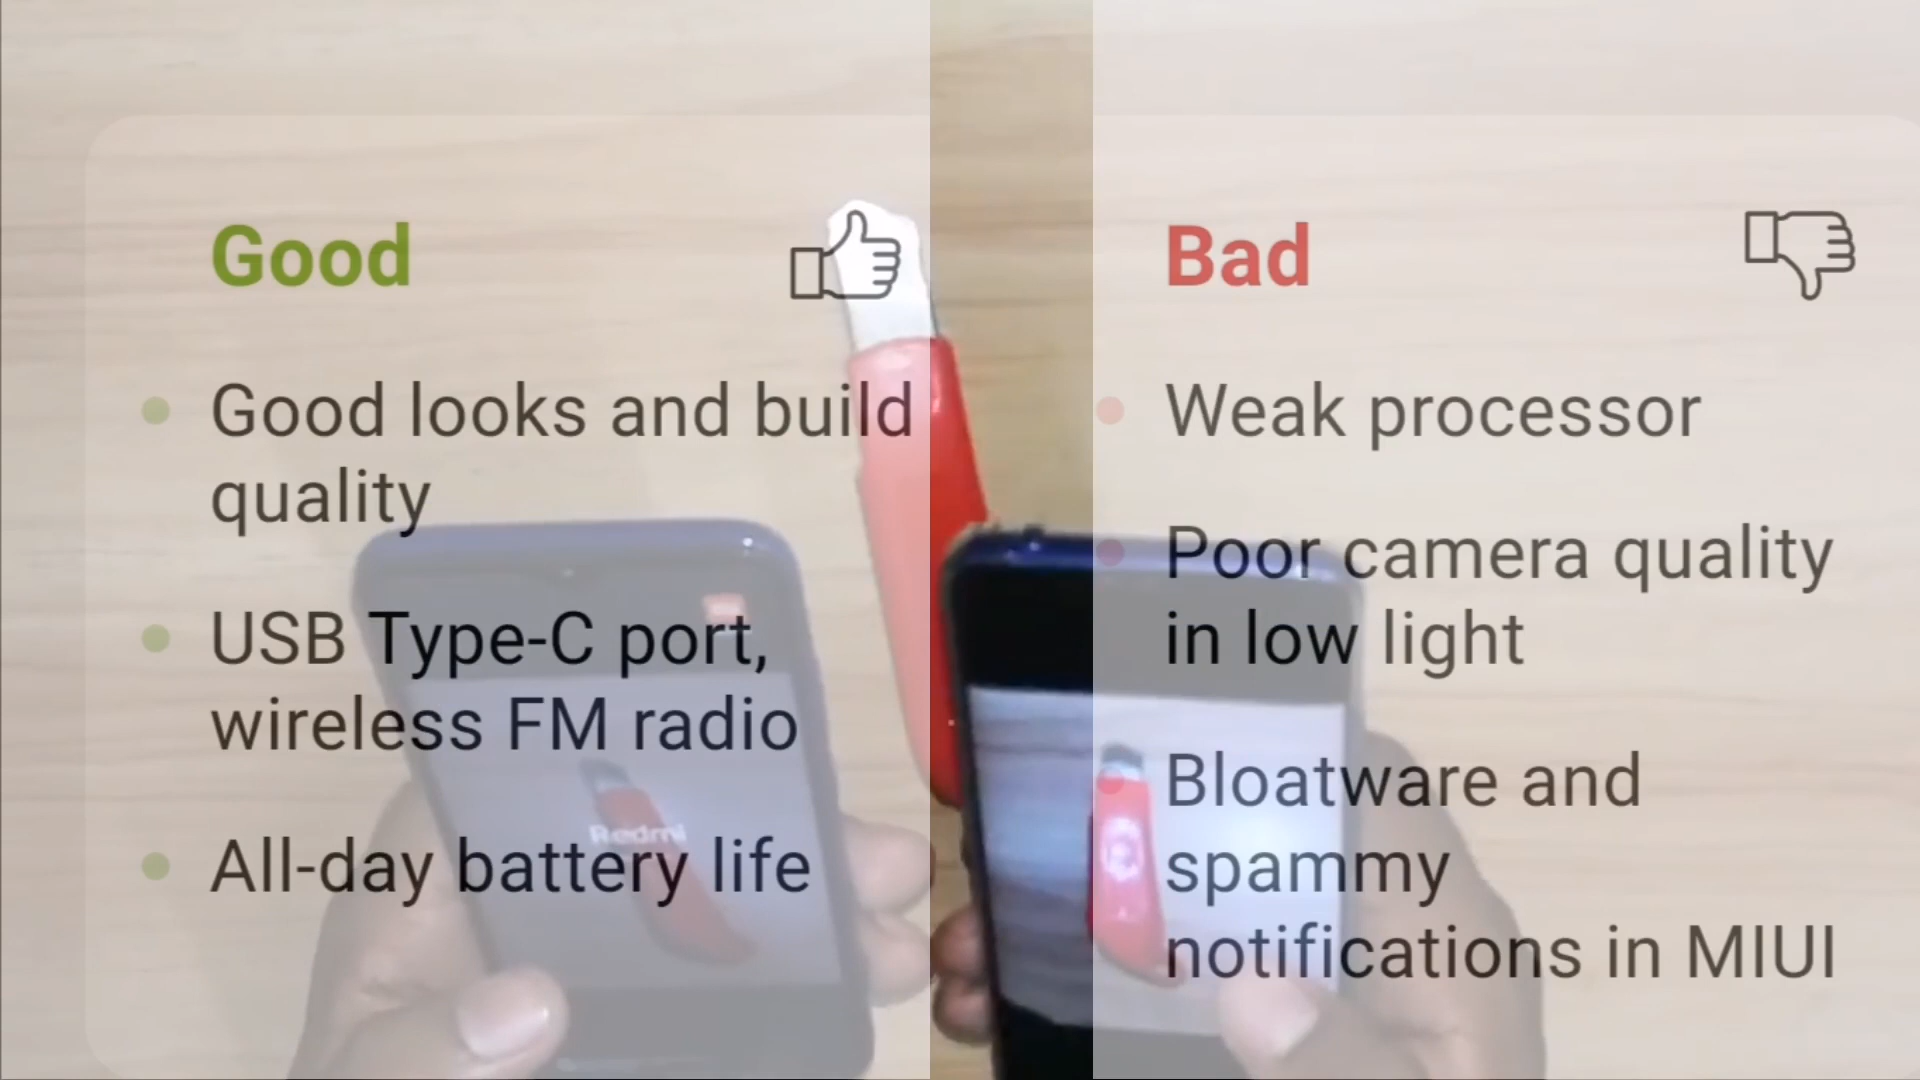 Good
Good looks and build
quality
USB Type-C port,
wireless FM radio
Redmi
All-day battery life
Bad
Weak processor
Poor camera quality
in low light
Bloatware and
spammy
notifications in MIUI